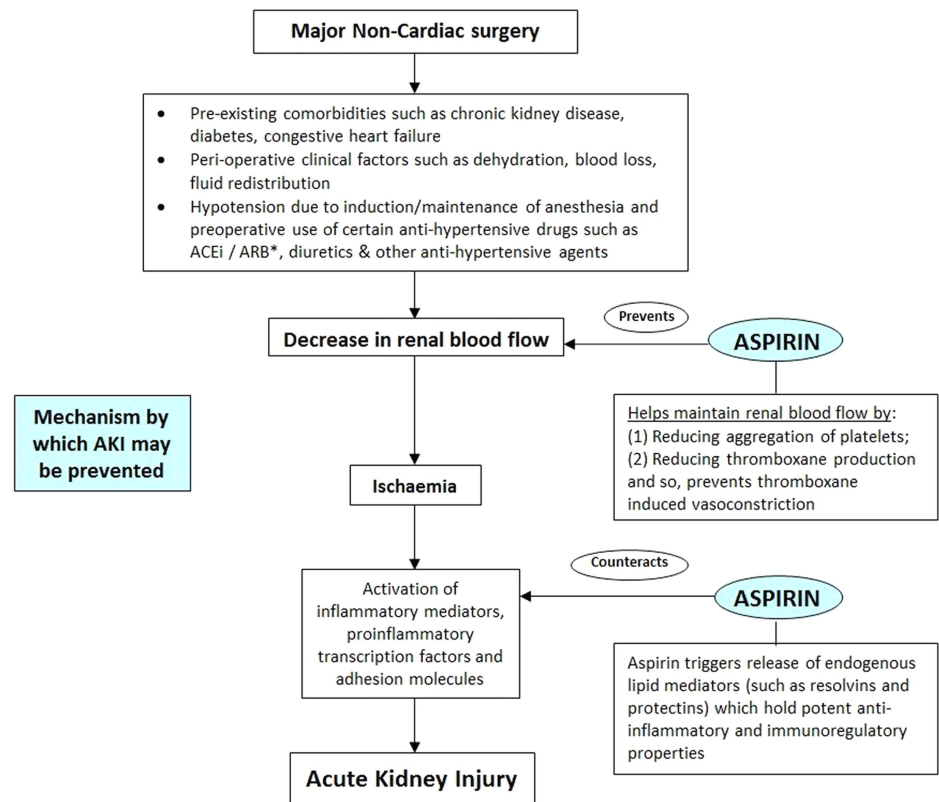 Major Non-Cardiac surgery
• Pre-existing comorbidities such as chronic kidney disease,
diabetes, congestive heart failure
• Peri-operative clinical factors such as dehydration, blood loss,
fluid redistribution
• Hypotension due to induction/maintenance of anesthesia and
preoperative use of certain anti-hypertensive drugs such as
ACEi / ARB*, diuretics & other anti-hypertensive agents
Prevents
Decrease in renal blood flow
ASPIRIN
Mechanism by
which AKI may
be prevented
Helps maintain renal blood flow by:
(1) Reducing aggregation of platelets;
(2) Reducing thromboxane production
and so, prevents thromboxane
induced vasoconstriction
Ischaemia
Counteracts
Activation of
inflammatory mediators,
proinflammatory
transcription factors and
adhesion molecules
ASPIRIN
Aspirin triggers release of endogenous
lipid mediators (such as resolvins and
protectins) which hold potent anti-
inflammatory and immunoregulatory
properties
Acute Kidney Injury